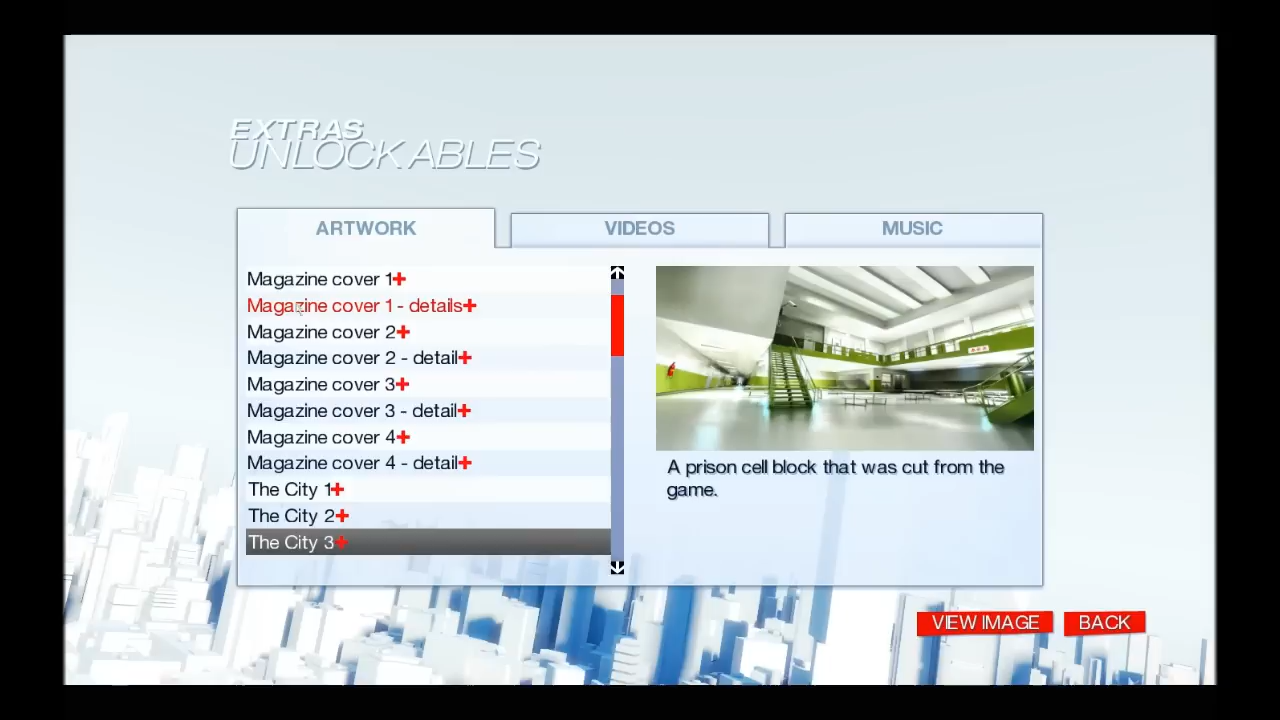 EXTRAS
UNLOCKABLES
ARTWORK
VIDEOS
MUSIC
Magazine cover 1+
Magazine cover 1 - details+
Magazine cover 2+
Magazine cover 2 - detail+
Magazine cover 3+
Magazine cover 3 - detail+
Magazine cover 4+
Magazine cover 4 - detail+
The City 1+
The City 2+
The City 3+
A prison cell block that was cut from the
game.
VIEW IMAGE
BACK